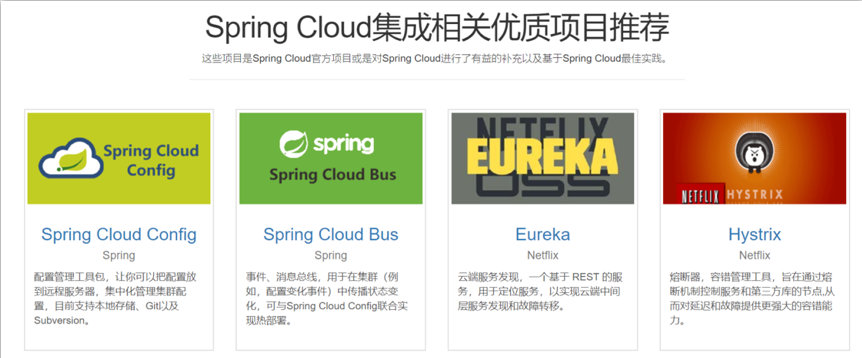 Spring Cloud集成相关优质项目推荐
这些项目是Spring Cloud官方项目或是对Spring Cloud进行了有益的补充以及基于Spring Cloud最佳实践。
Spring Cloud
Config
Spring Cloud Config
Spring
配置管理工具包，让你可以把配置放
到远程服务器，集中化管理集群配
置，目前支持本地存储、Git以及
Subversion。
spring
Spring Cloud Bus
Spring Cloud Bus
Spring
事件、消息总线，用于在集群（例
如，配置变化事件）中传播状态变
化，可与Spring Cloud Config联合实
现热部署。
NETFLIX
EUREKA
OSS
Eureka
Netflix
云端服务发现，一个基于 REST 的服
务，用于定位服务，以实现云端中间
层服务发现和故障转移。
NETFLIX HYSTRIX
Hystrix
Netflix
熔断器，容错管理工具，旨在通过熔
断机制控制服务和第三方库的节点,从
而对延迟和故障提供更强大的容错能
力。